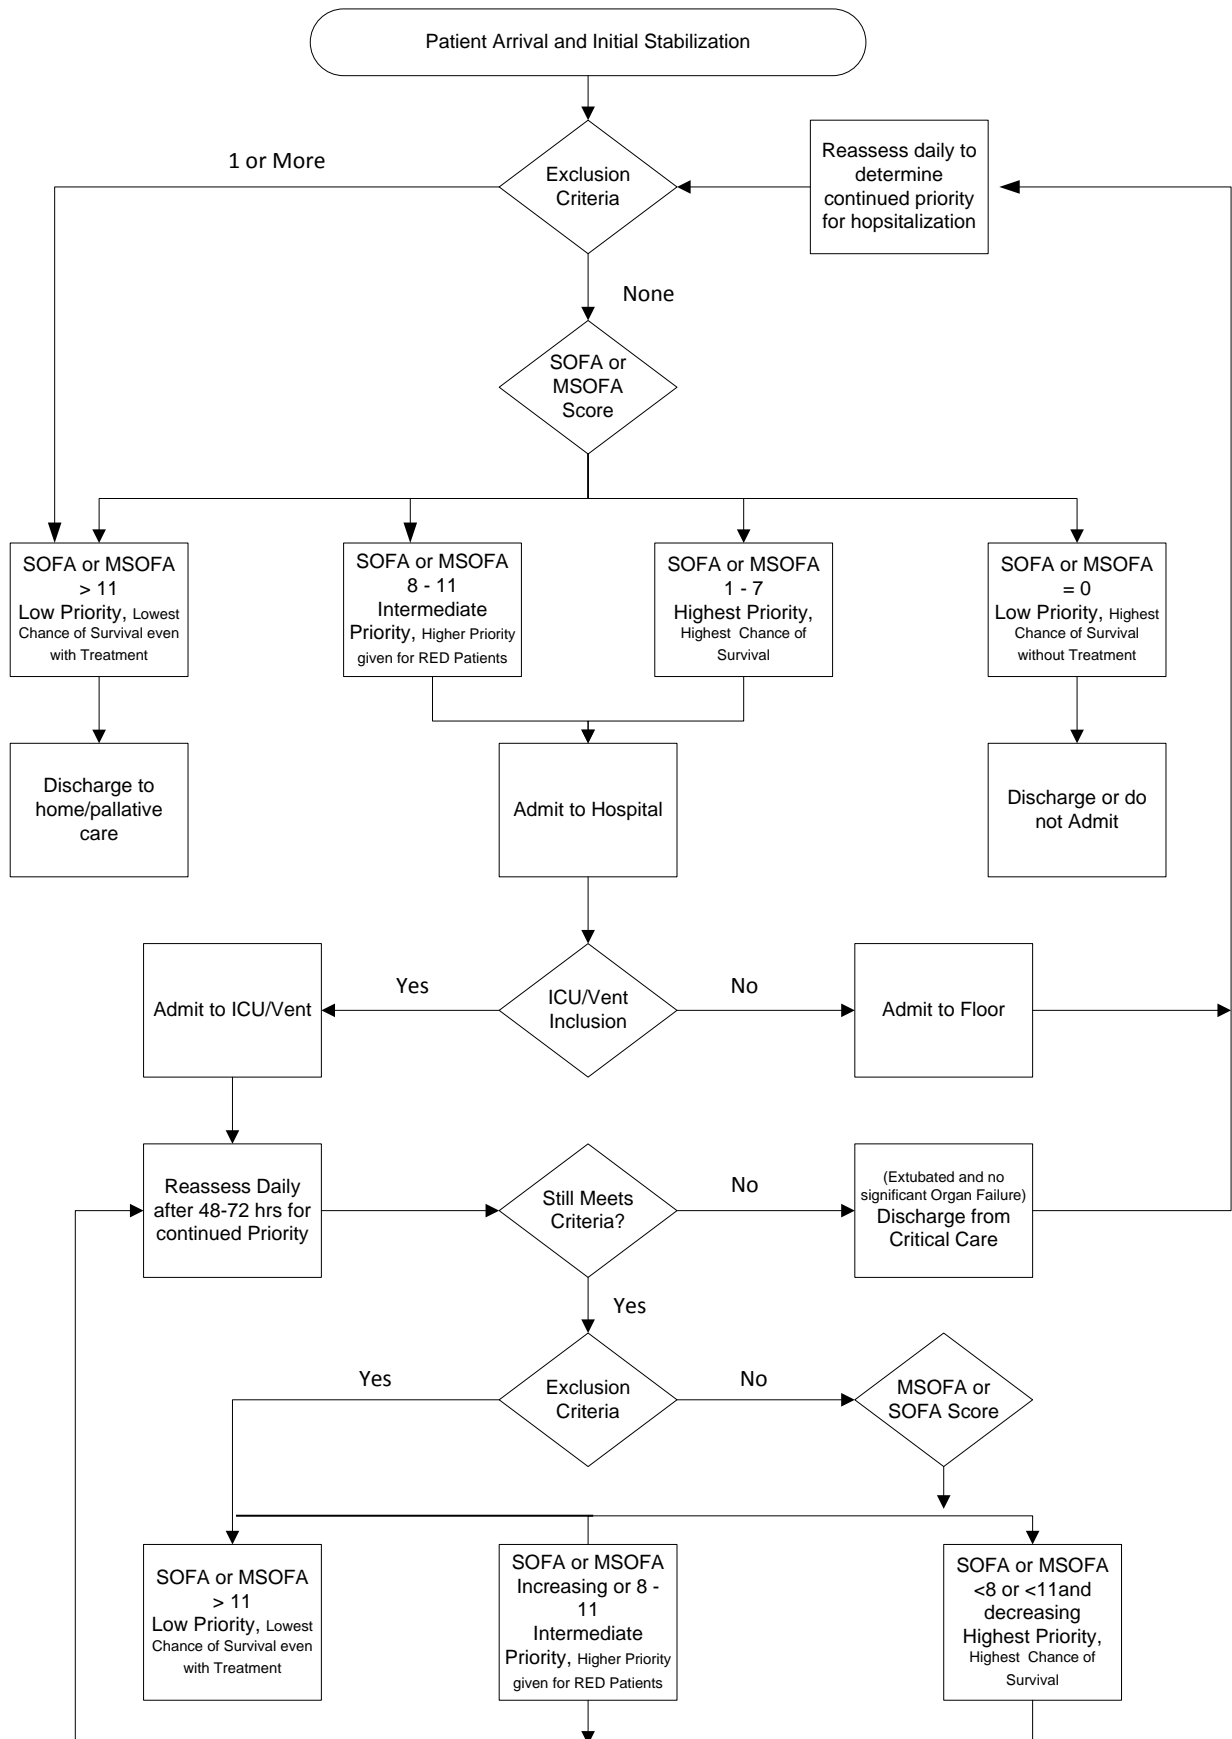 Patient Arrival and Initial Stabilization
1 or More
Exclusion
Criteria
Reassess daily to
determine
continued priority
for hopsitalization
None
SOFA or
MSOFA
Score
SOFA or MSOFA
> 11
Low Priority, Lowest
Chance of Survival even
with Treatment
SOFA or MSOFA
8 - 11
Intermediate
Priority, Higher Priority
given for RED Patients
SOFA or MSOFA
1 - 7
Highest Priority,
Highest Chance of
Survival
SOFA or MSOFA
= 0
Low Priority, Highest
Chance of Survival
without Treatment
Discharge to
home/pallative
care
Admit to Hospital
Discharge or do
not Admit
Admit to ICU/Vent
Yes
ICU/Vent
Inclusion
No
Admit to Floor
Reassess Daily
after 48-72 hrs for
continued Priority
Still Meets
Criteria?
No
(Extubated and no
significant Organ Failure)
Discharge from
Critical Care
Yes
Yes
Exclusion
Criteria
No
MSOFA or
SOFA Score
SOFA or MSOFA
> 11
Low Priority, Lowest
Chance of Survival even
with Treatment
SOFA or MSOFA
Increasing or 8 -
11
Intermediate
Priority, Higher Priority
given for RED Patients
SOFA or MSOFA
<8 or <11and
decreasing
Highest Priority,
Highest Chance of
Survival